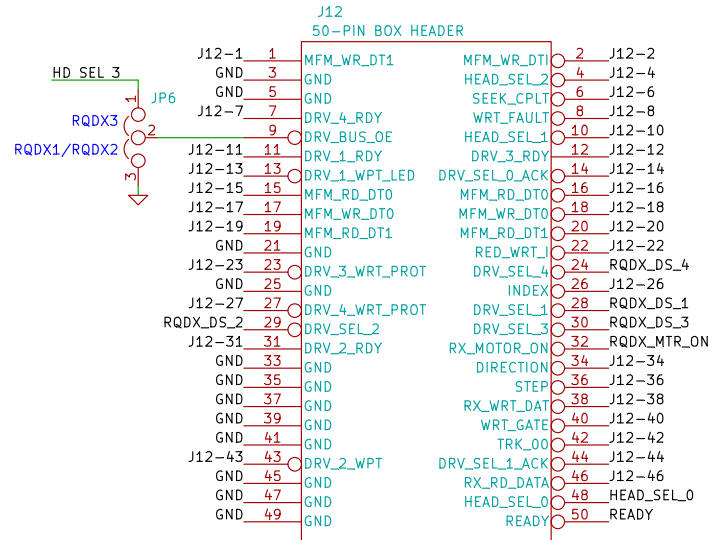 J12
50-PIN BOX HEADER
HD SEL 3
JP6
RQDX3
RQDX1/RQDX2
1
2
3
J12-1 1 MFM_WR_DT1 MFM_WR_DTI 2 J12-2
GND 3 GND HEAD_SEL_2 4 J12-4
GND 5 GND SEEK_CPLT 6 J12-6
J12-7 7 DRV_4_RDY WRT_FAULT 8 J12-8
9 DRV_BUS_OE HEAD_SEL_1 10 J12-10
J12-11 11 DRV_1_RDY DRV_3_RDY 12 J12-12
J12-13 13 DRV_1_WPT_LED DRV_SEL_0_ACK 14 J12-14
J12-15 15 MFM_RD_DT0 MFM_RD_DT0 16 J12-16
J12-17 17 MFM_WR_DT0 MFM_WR_DT0 18 J12-18
J12-19 19 MFM_RD_DT1 MFM_RD_DT1 20 J12-20
GND 21 GND RED_WRT_I 22 J12-22
J12-23 23 DRV_3_WRT_PROT DRV_SEL_4 24 RQDX_DS_4
GND 25 GND INDEX 26 J12-26
J12-27 27 DRV_4_WRT_PROT DRV_SEL_1 28 RQDX_DS_1
RQDX_DS_2 29 DRV_SEL_2 DRV_SEL_3 30 RQDX_DS_3
J12-31 31 DRV_2_RDY RX_MOTOR_ON 32 RQDX_MTR_ON
GND 33 GND DIRECTION 34 J12-34
GND 35 GND STEP 36 J12-36
GND 37 GND RX_WRT_DAT 38 J12-38
GND 39 GND WRT_GATE 40 J12-40
GND 41 GND TRK_00 42 J12-42
J12-43 43 DRV_2_WPT DRV_SEL_1_ACK 44 J12-44
GND 45 GND RX_RD_DATA 46 J12-46
GND 47 GND HEAD_SEL_0 48 HEAD_SEL_0
GND 49 GND READY 50 READY